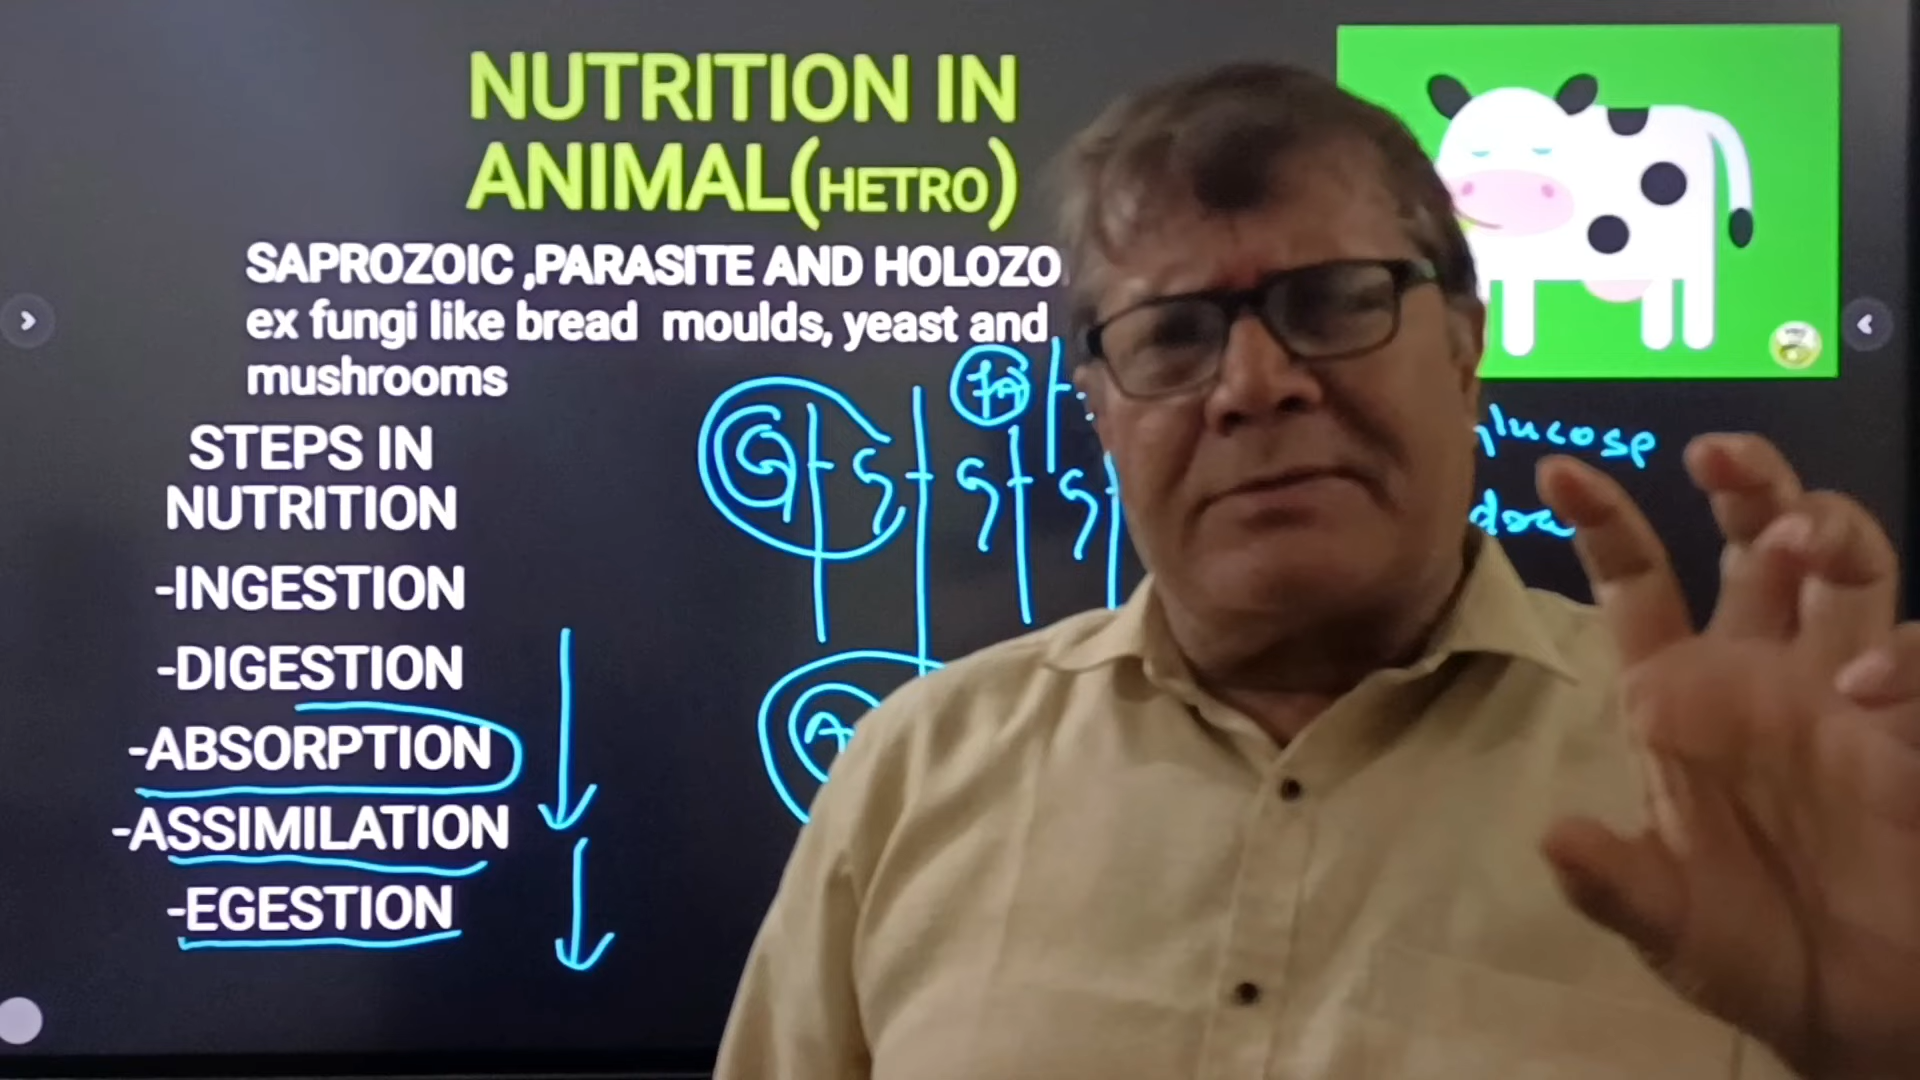 NUTRITION IN
ANIMAL(HETRO)
SAPROZOIC ,PARASITE AND HOLOZO
ex fungi like bread moulds, yeast and
mushrooms
STEPS IN
NUTRITION
-INGESTION
-DIGESTION
-ABSORPTION
-ASSIMILATION
-EGESTION
G G G G
glucose